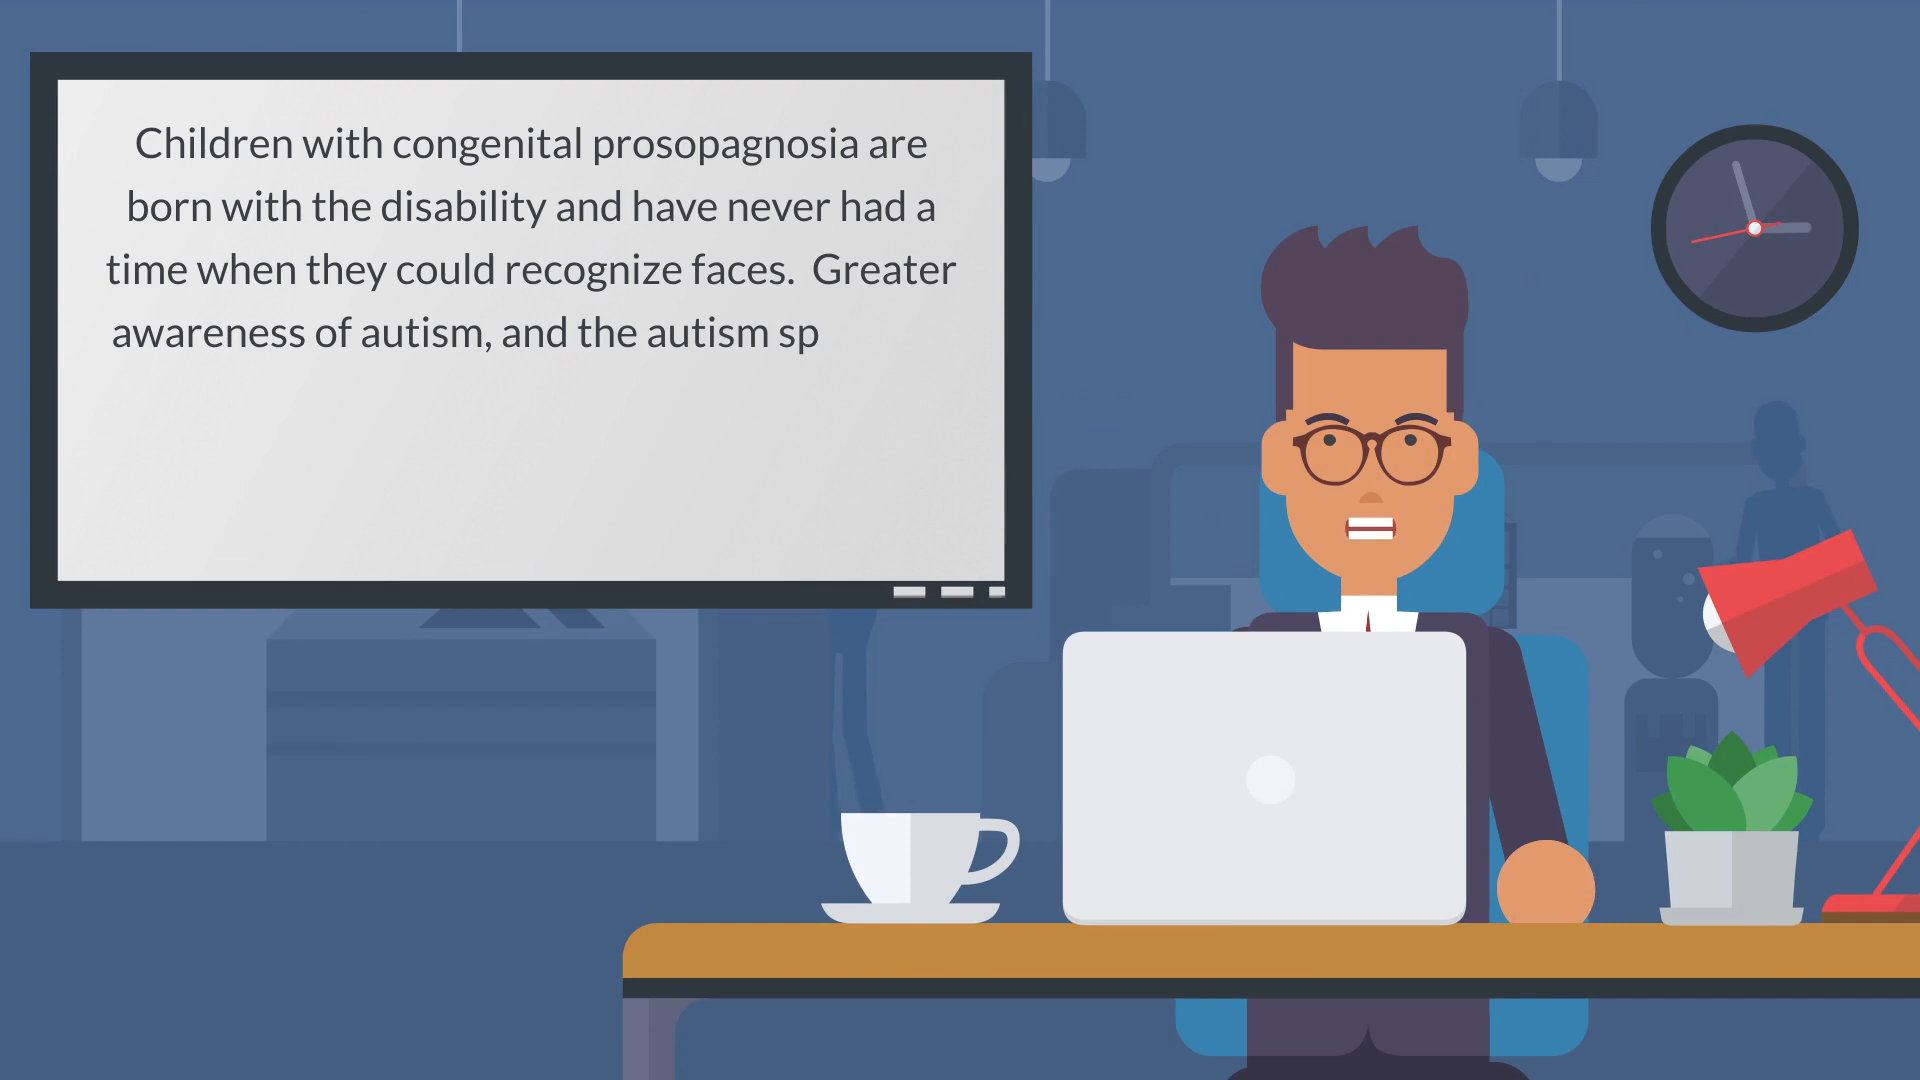 Children with congenital prosopagnosia are
born with the disability and have never had a
time when they could recognize faces.  Greater
awareness of autism, and the autism sp